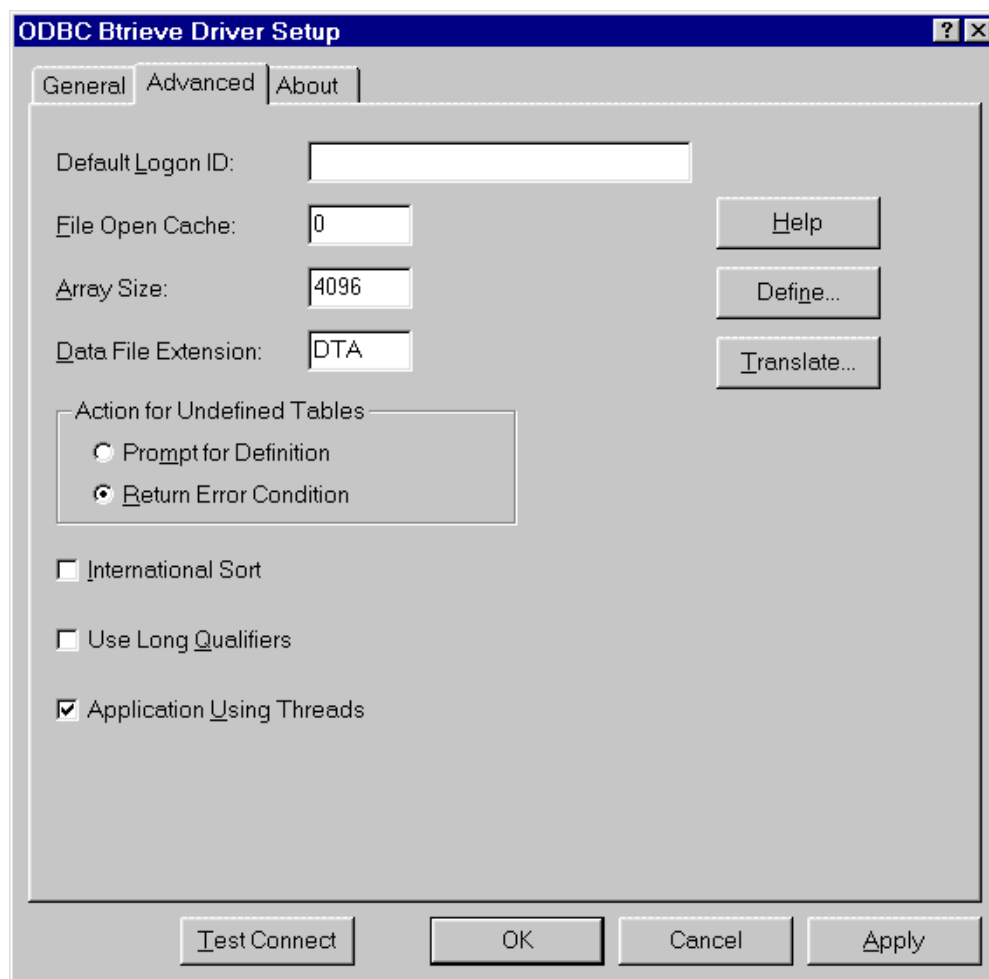 ODBC Btrieve Driver Setup
General Advanced About
Default Logon ID:
File Open Cache: 0
Help
Array Size: 4096
Define...
Data File Extension: DTA
Translate...
Action for Undefined Tables
Prompt for Definition
Return Error Condition
International Sort
Use Long Qualifiers
Application Using Threads
Test Connect OK Cancel Apply